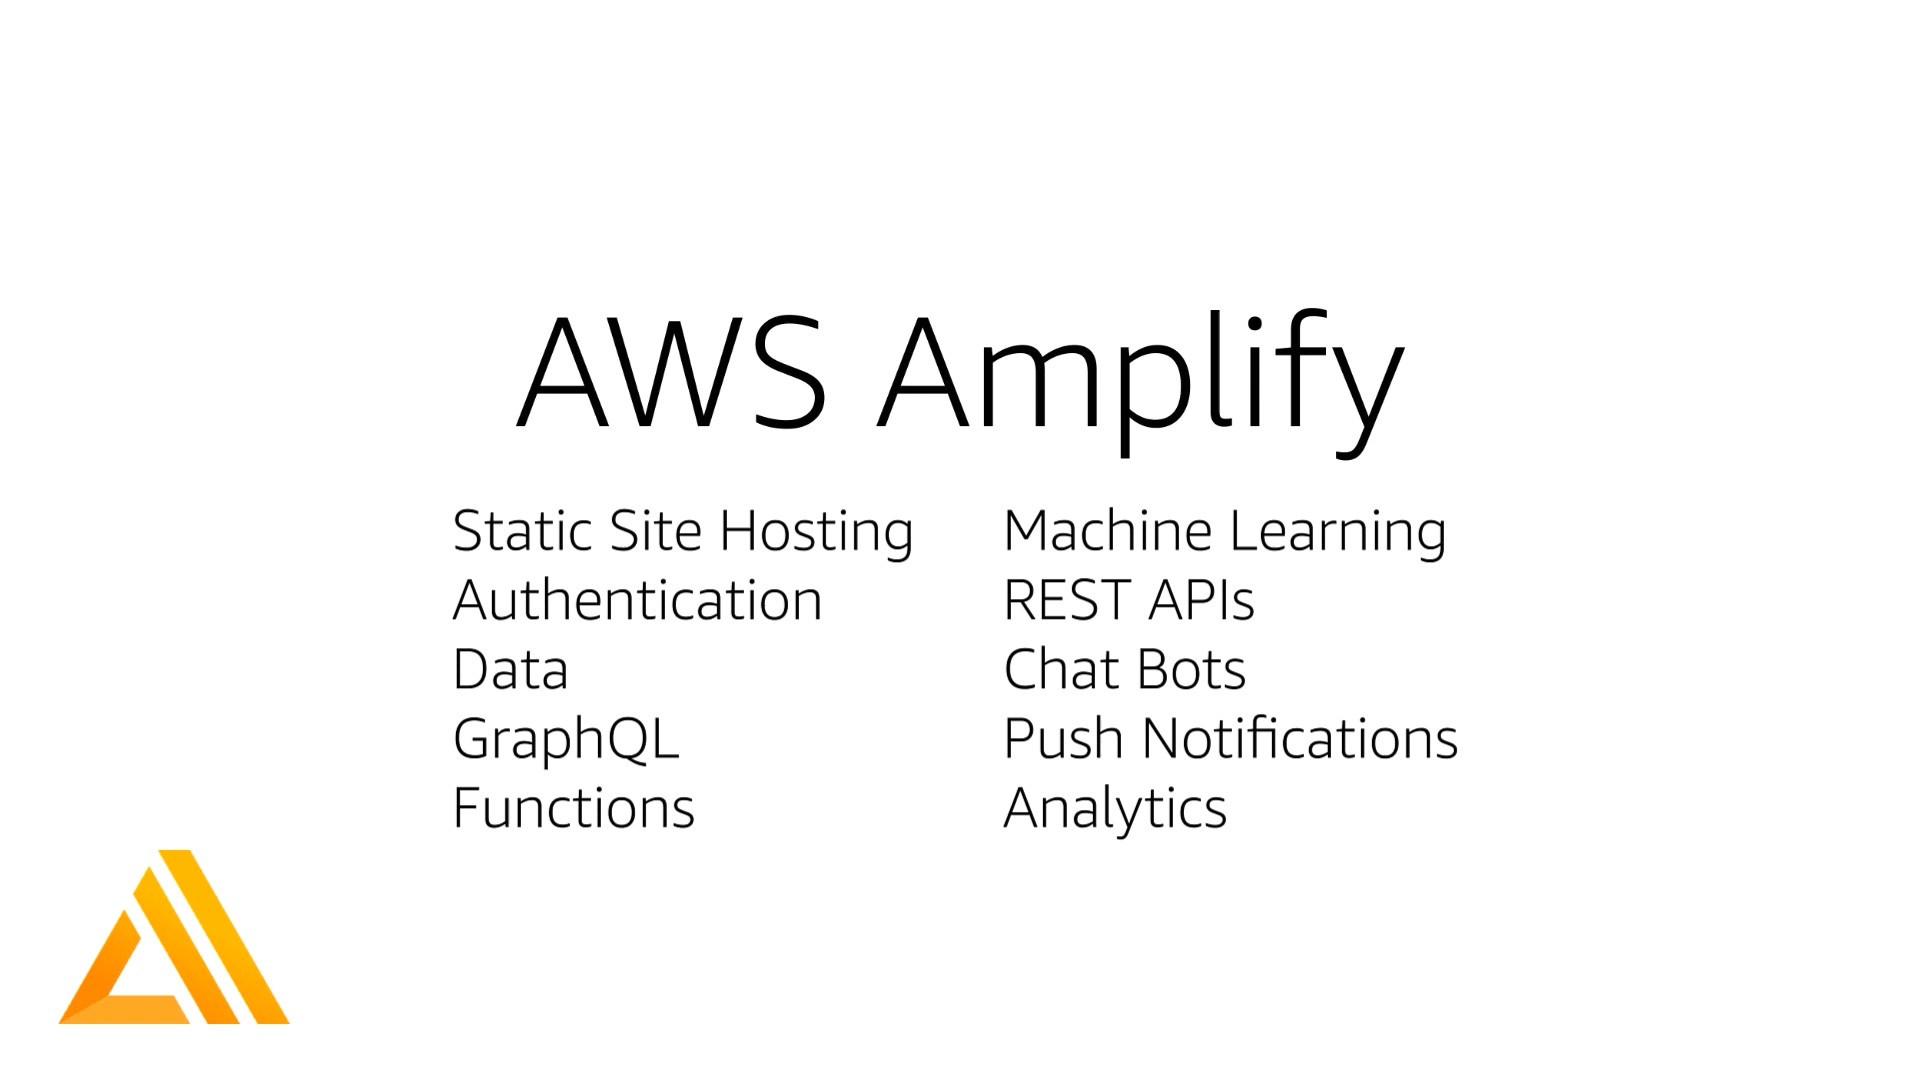 AWS Amplify
Static Site Hosting
Authentication
Data
GraphQL
Functions
Machine Learning
REST APIs
Chat Bots
Push Notifications
Analytics